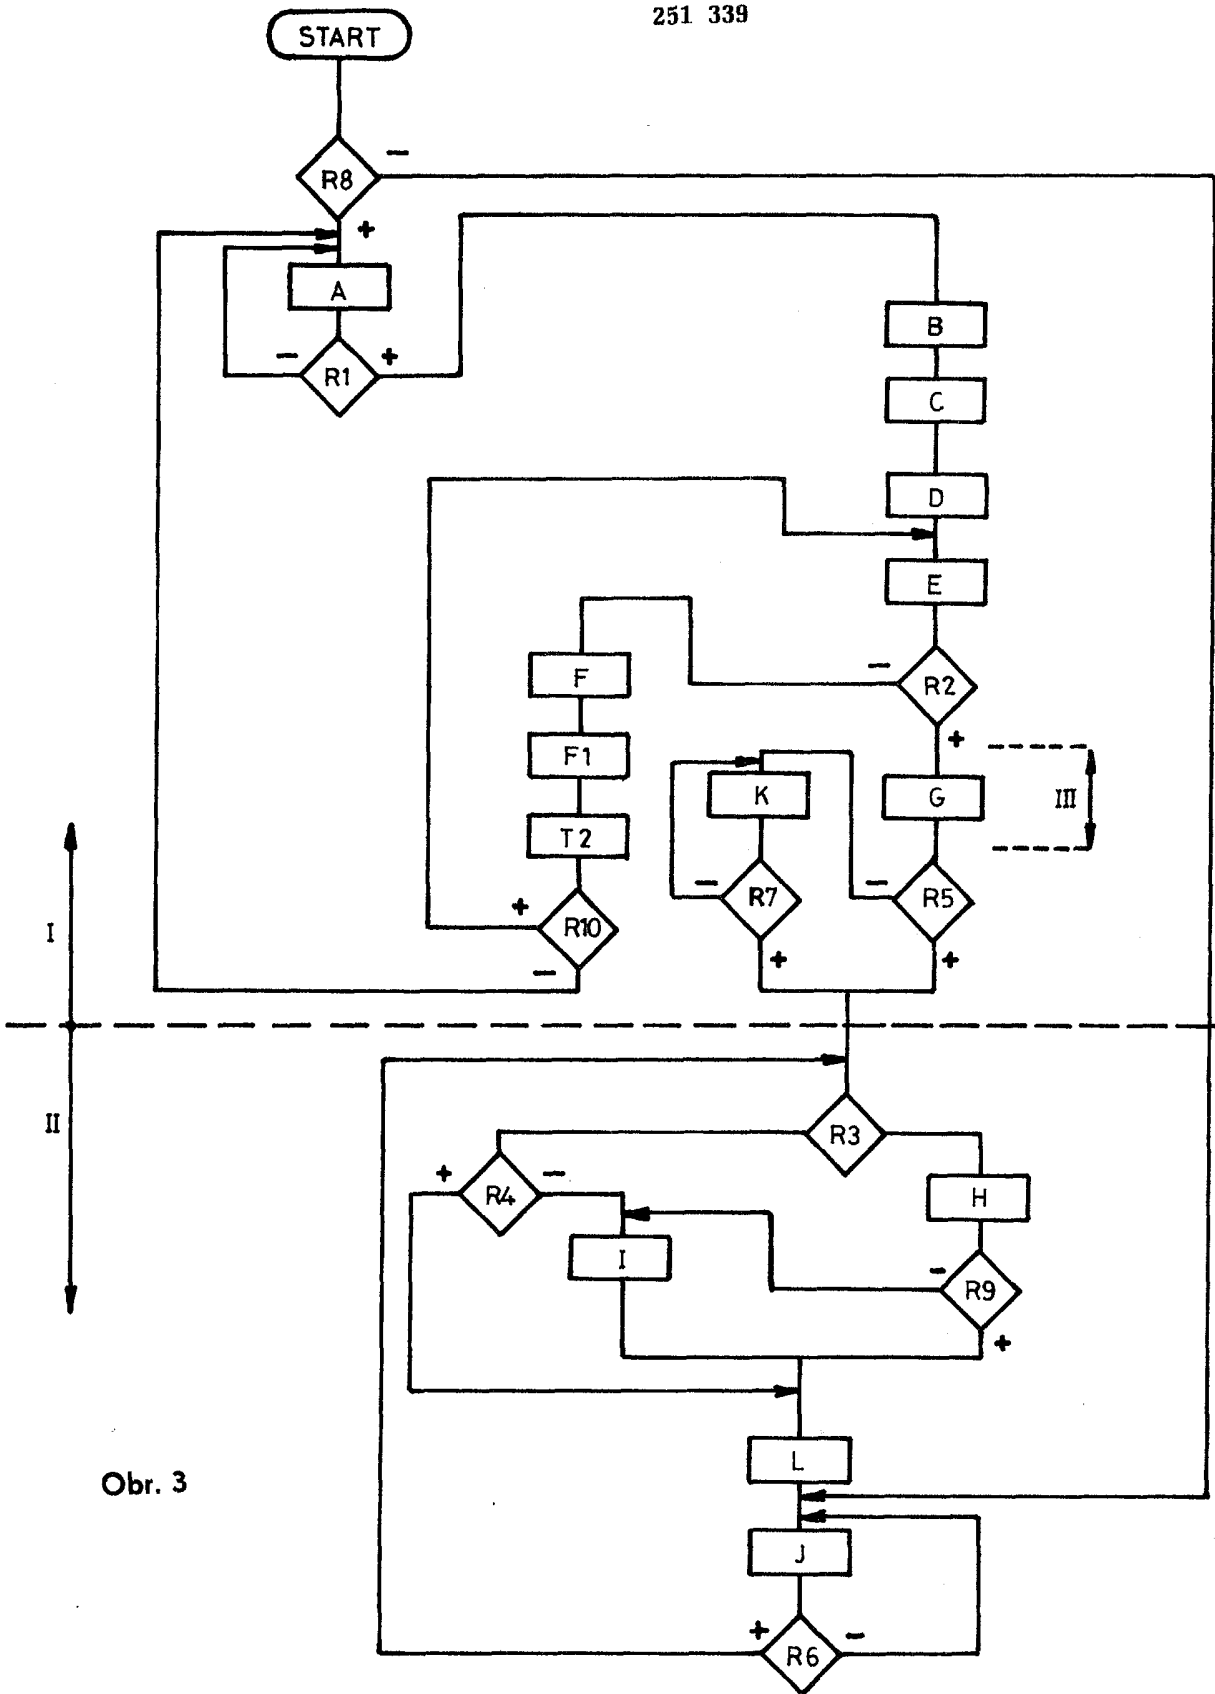 251 339
START
−
R8
+
A
B
− +
R1
C
D
E
F
−
R2
F1
+
K
G
III
T2
− −
R7
R5
+
R10
I
−
+ +
II
R3
+ −
R4
H
I
−
R9
+
L
Obr. 3
J
+ −
R6